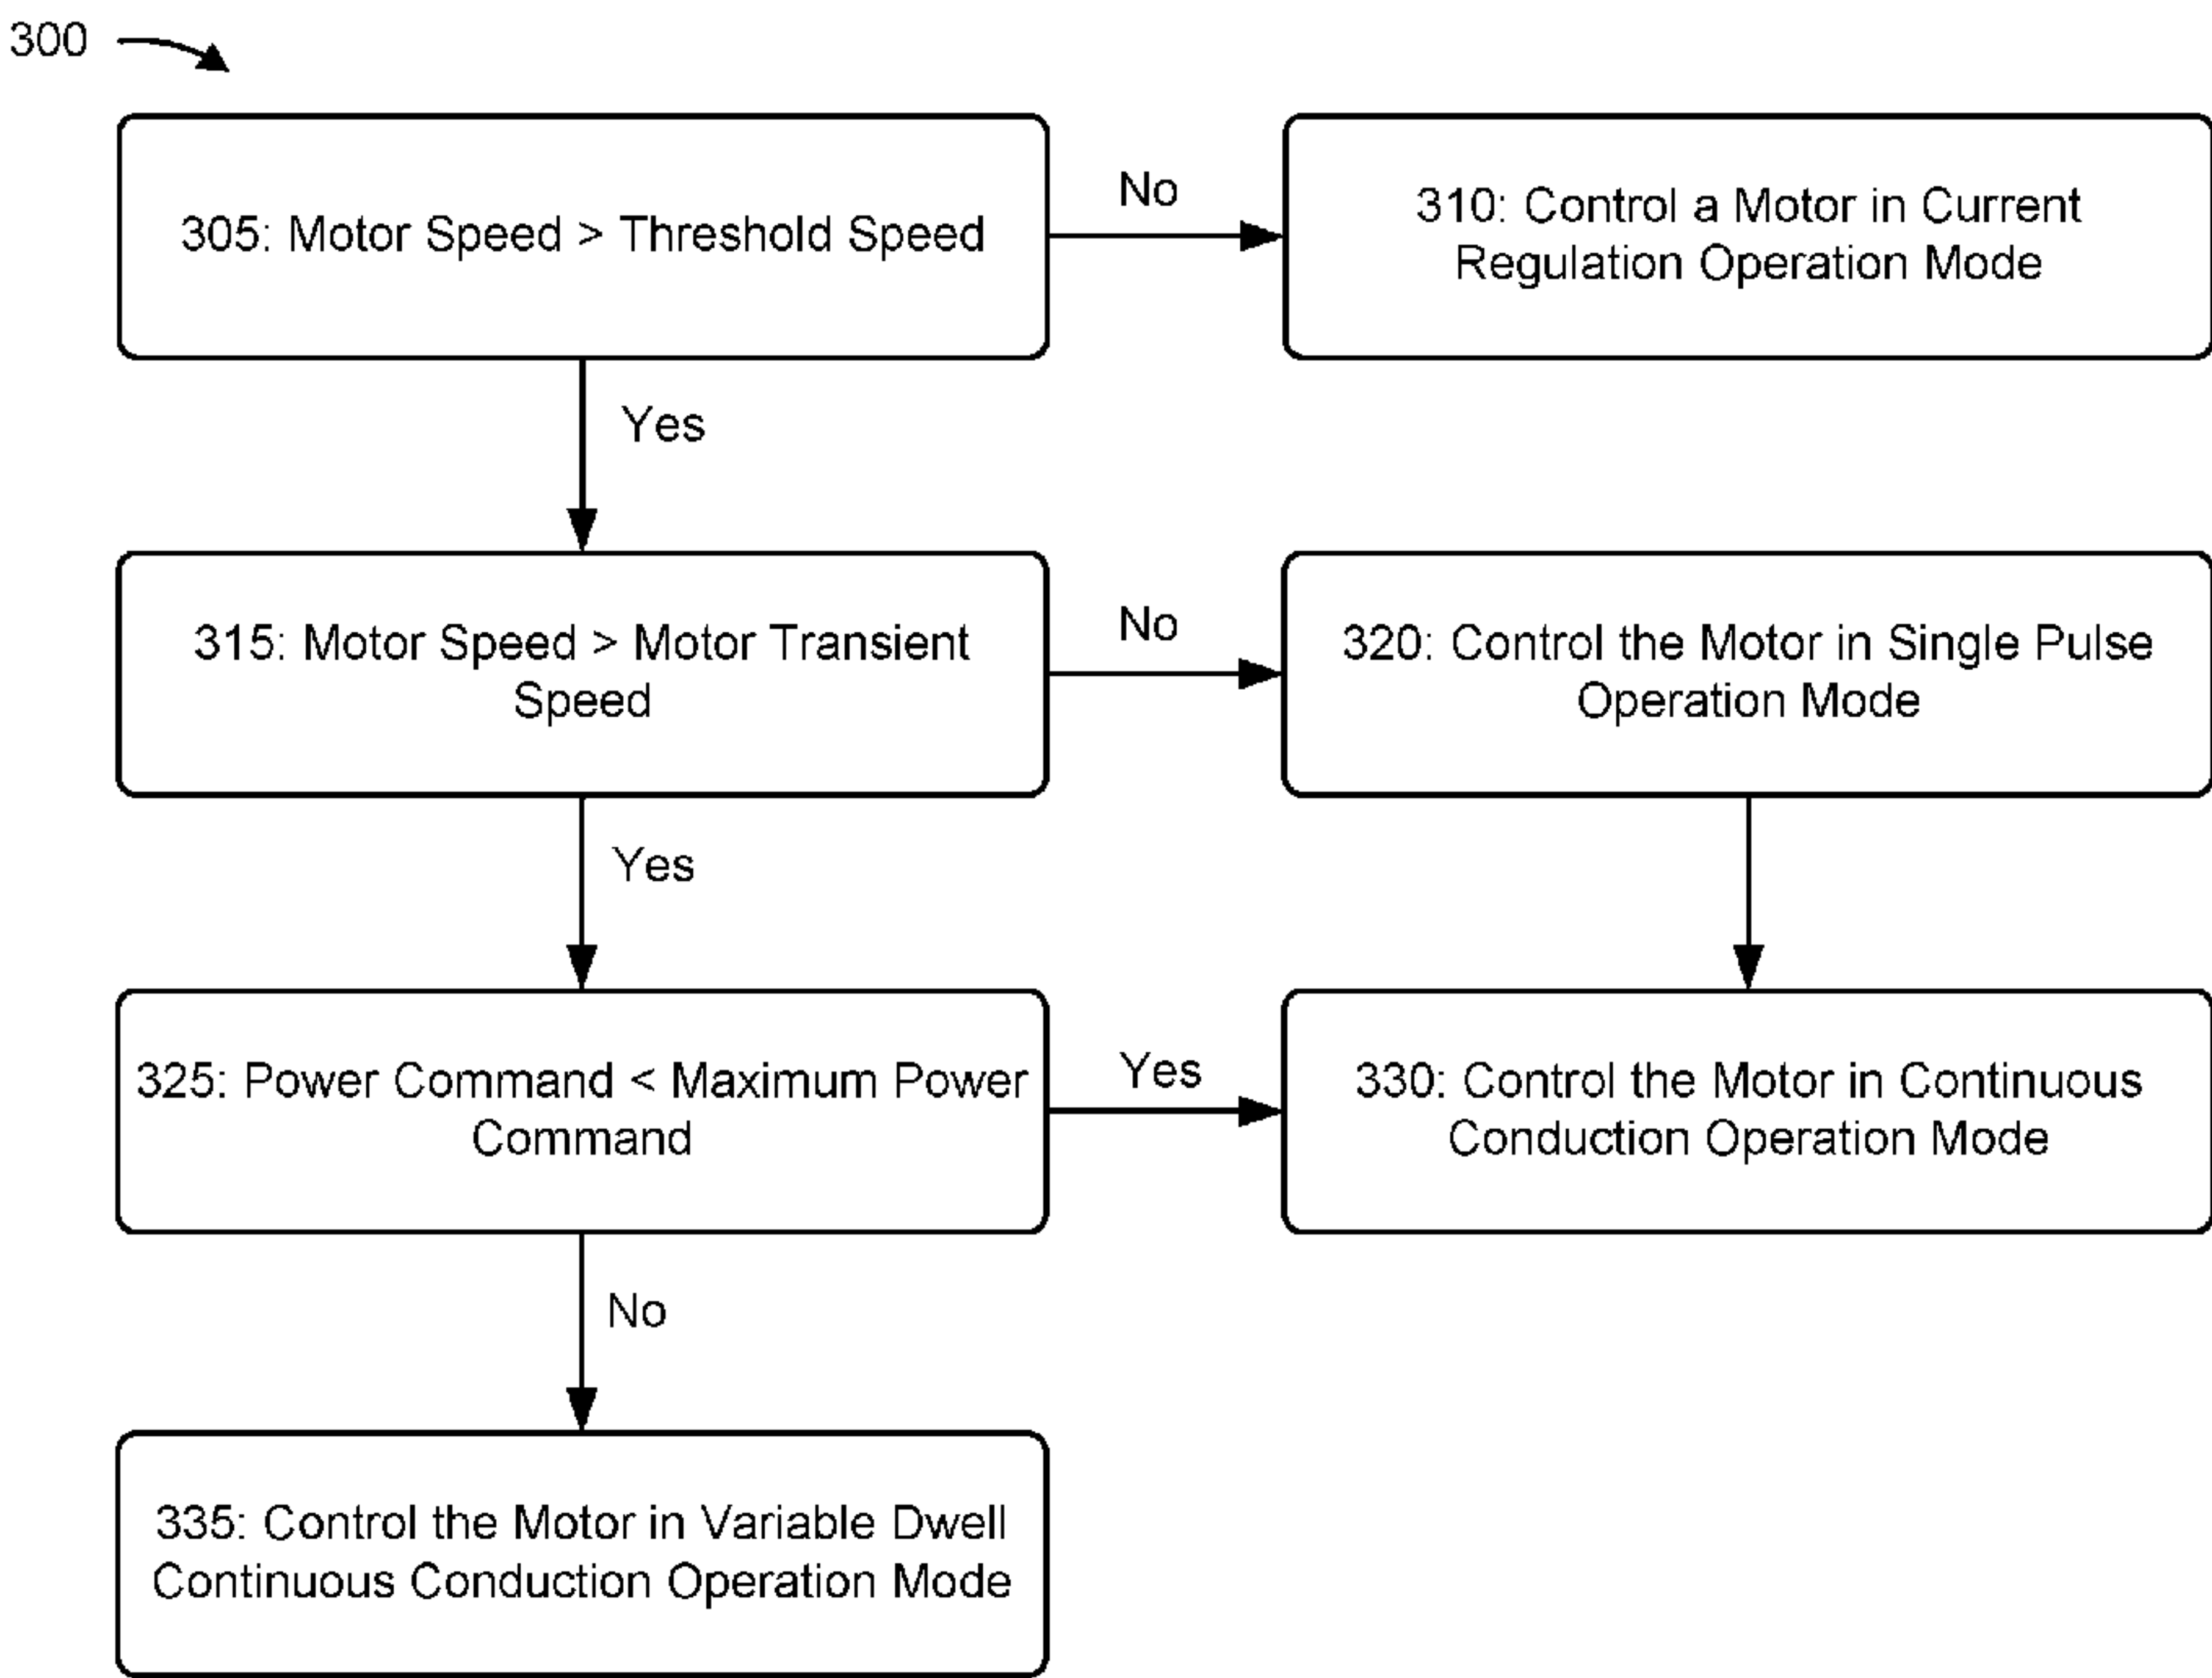 300
305: Motor Speed > Threshold Speed
No
310: Control a Motor in Current
Regulation Operation Mode
Yes
315: Motor Speed > Motor Transient
Speed
No
320: Control the Motor in Single Pulse
Operation Mode
Yes
325: Power Command < Maximum Power
Command
Yes
330: Control the Motor in Continuous
Conduction Operation Mode
No
335: Control the Motor in Variable Dwell
Continuous Conduction Operation Mode